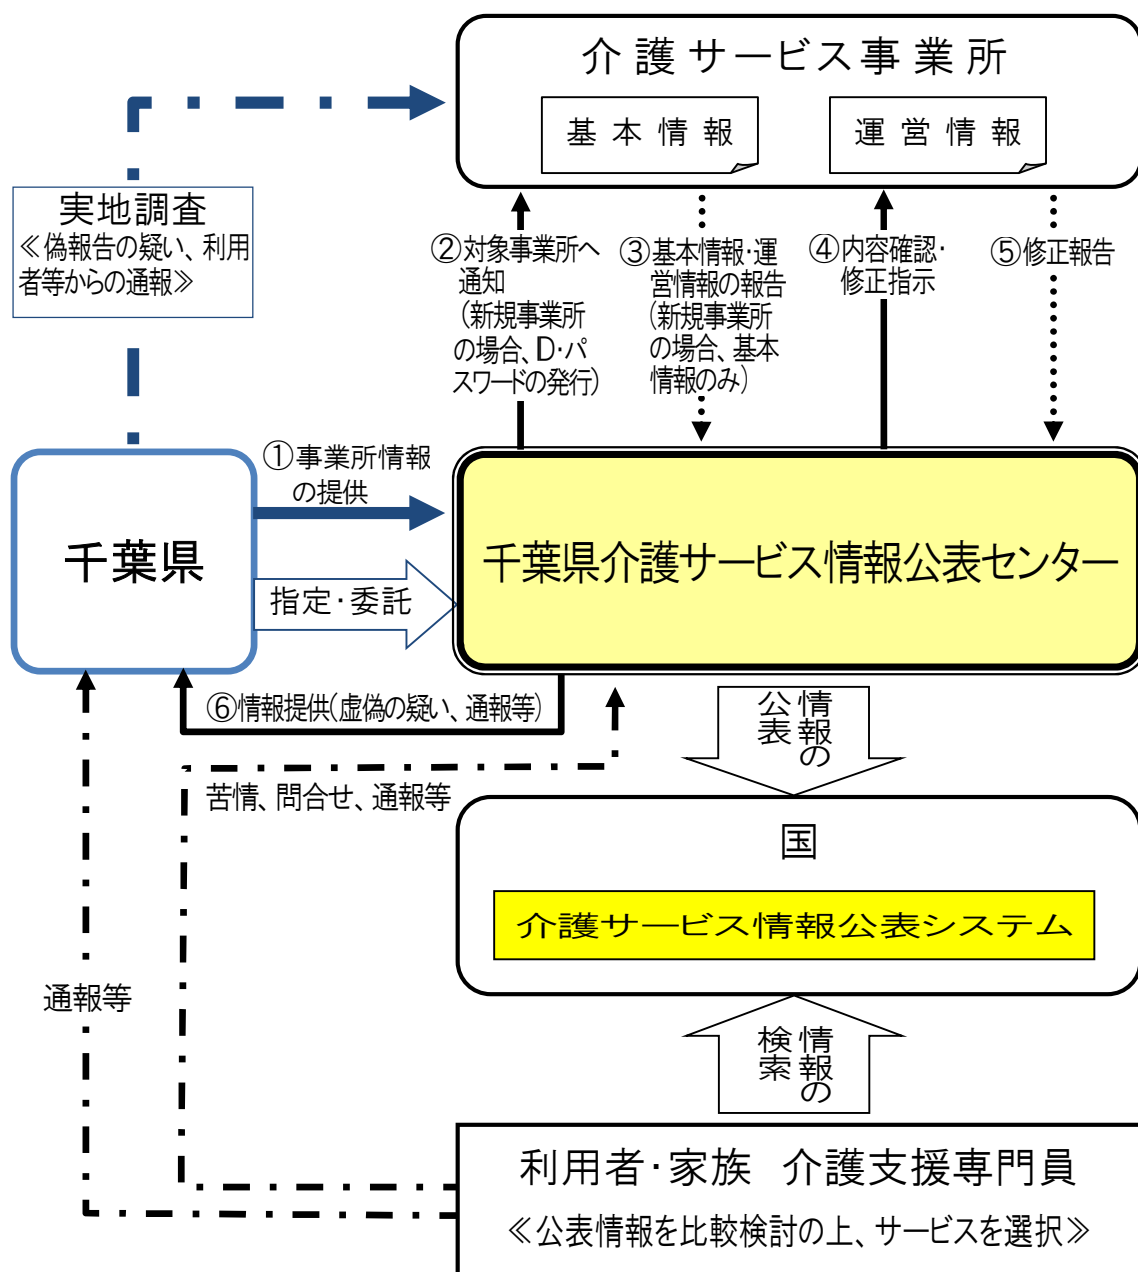 介護サービス事業所
基本情報
運営情報
実地調査
≪偽報告の疑い、利用
者等からの通報≫
②対象事業所へ
通知
(新規事業所
の場合、ID・パ
スワードの発行)
③基本情報・運
営情報の報告
(新規事業所
の場合、基本
情報のみ)
④内容確認・
修正指示
⑤修正報告
①事業所情報
の提供
千葉県
指定・委託
千葉県介護サービス情報公表センター
⑥情報提供(虚偽の疑い、通報等)
苦情、問合せ、通報等
情報の
公表
国
介護サービス情報公表システム
通報等
情報の
検索
利用者・家族 介護支援専門員
≪公表情報を比較検討の上、サービスを選択≫